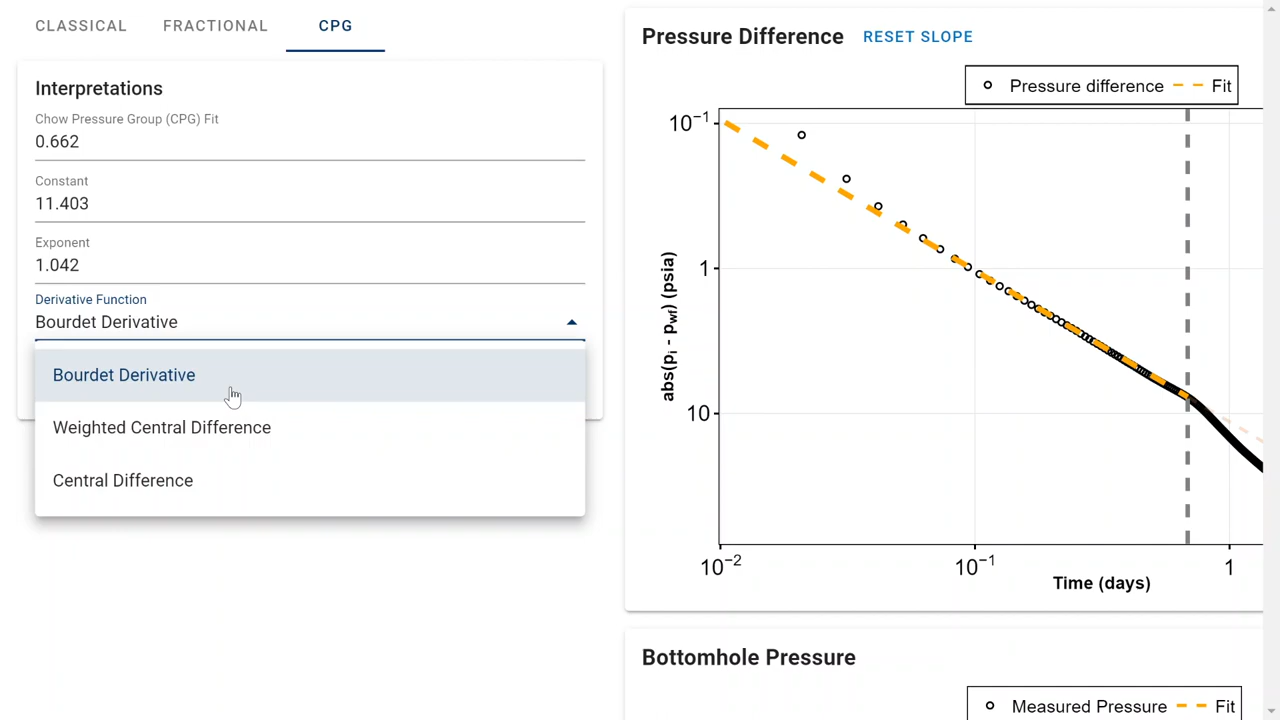 CLASSICAL
FRACTIONAL
CPG
Interpretations
Chow Pressure Group (CPG) Fit
0.662
Constant
11.403
Exponent
1.042
Derivative Function
Bourdet Derivative
Bourdet Derivative
Weighted Central Difference
Central Difference
Pressure Difference
RESET SLOPE
Pressure difference
Fit
10⁻¹
1
10
abs(pᵢ - p_wf) (psia)
10⁻²
10⁻¹
1
Time (days)
Bottomhole Pressure
Measured Pressure
Fit